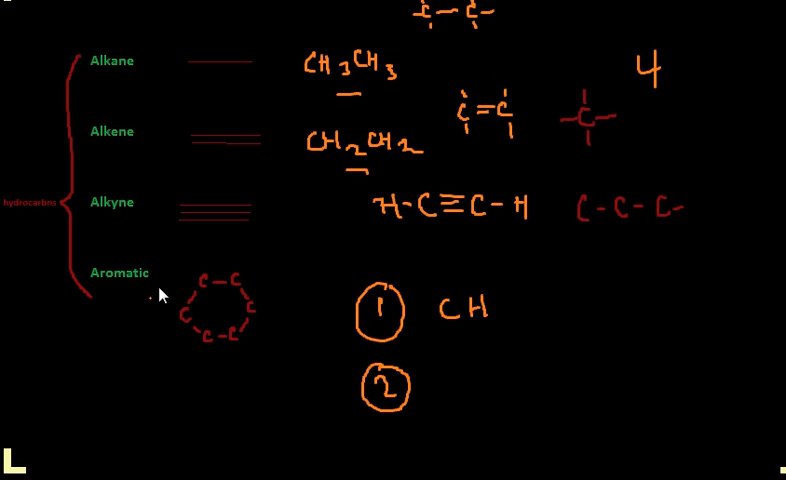 C-C-
Alkane CH3CH3 4
C=C -C-
Alkene CH2CH2
hydrocarbns Alkyne H-C≡C-H C-C-C-
Aromatic
C-C
C C
C-C
1 CH
2